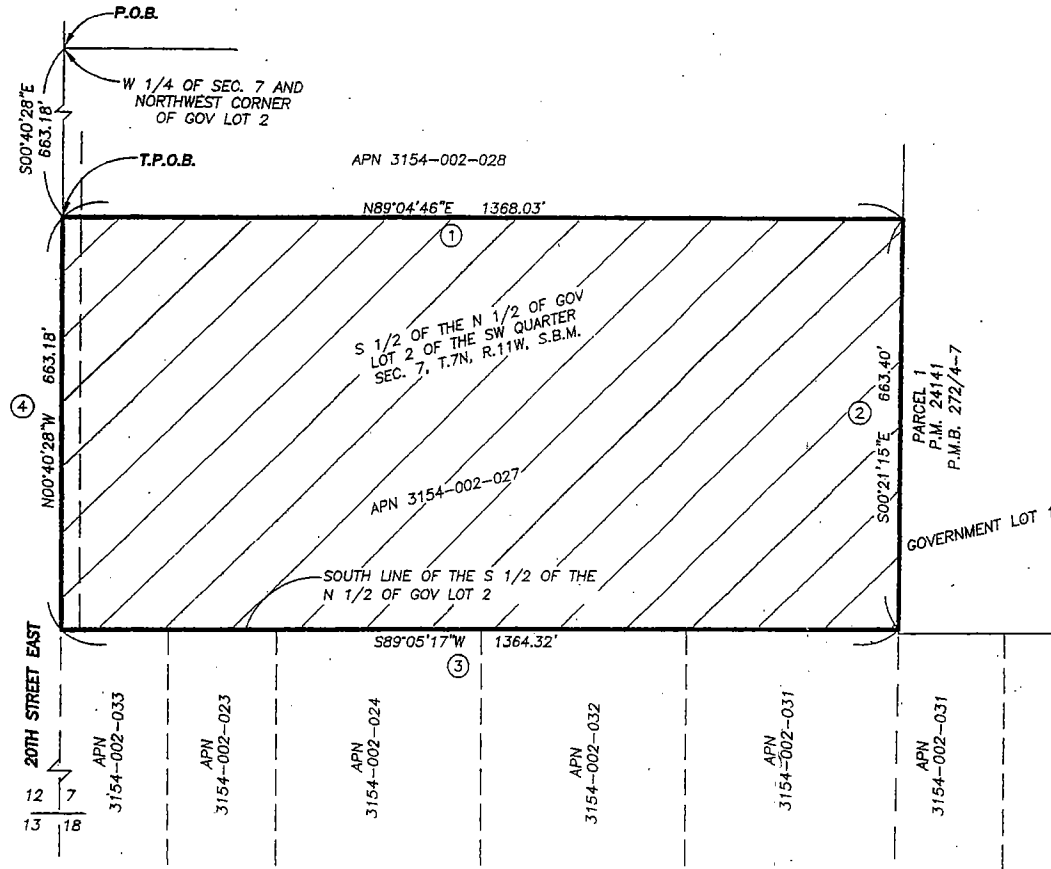 P.O.B.
W 1/4 OF SEC. 7 AND
NORTHWEST CORNER
OF GOV LOT 2
S00°40'28"E
663.18'
T.P.O.B.
APN 3154-002-028
N89°04'46"E 1368.03'
1
S 1/2 OF THE N 1/2 OF GOV
LOT 2 OF THE SW QUARTER
SEC. 7, T.7N, R.11W, S.B.M.
N00°40'28"W 663.18'
4
2
S00°21'15"E 663.40'
PARCEL 1
P.M. 24141
P.M.B. 272/4-7
APN 3154-002-027
GOVERNMENT LOT 1
SOUTH LINE OF THE S 1/2 OF THE
N 1/2 OF GOV LOT 2
S89°05'17"W 1364.32'
3
20TH STREET EAST
12 7
13 18
APN
3154-002-033
APN
3154-002-023
APN
3154-002-024
APN
3154-002-032
APN
3154-002-031
APN
3154-002-031